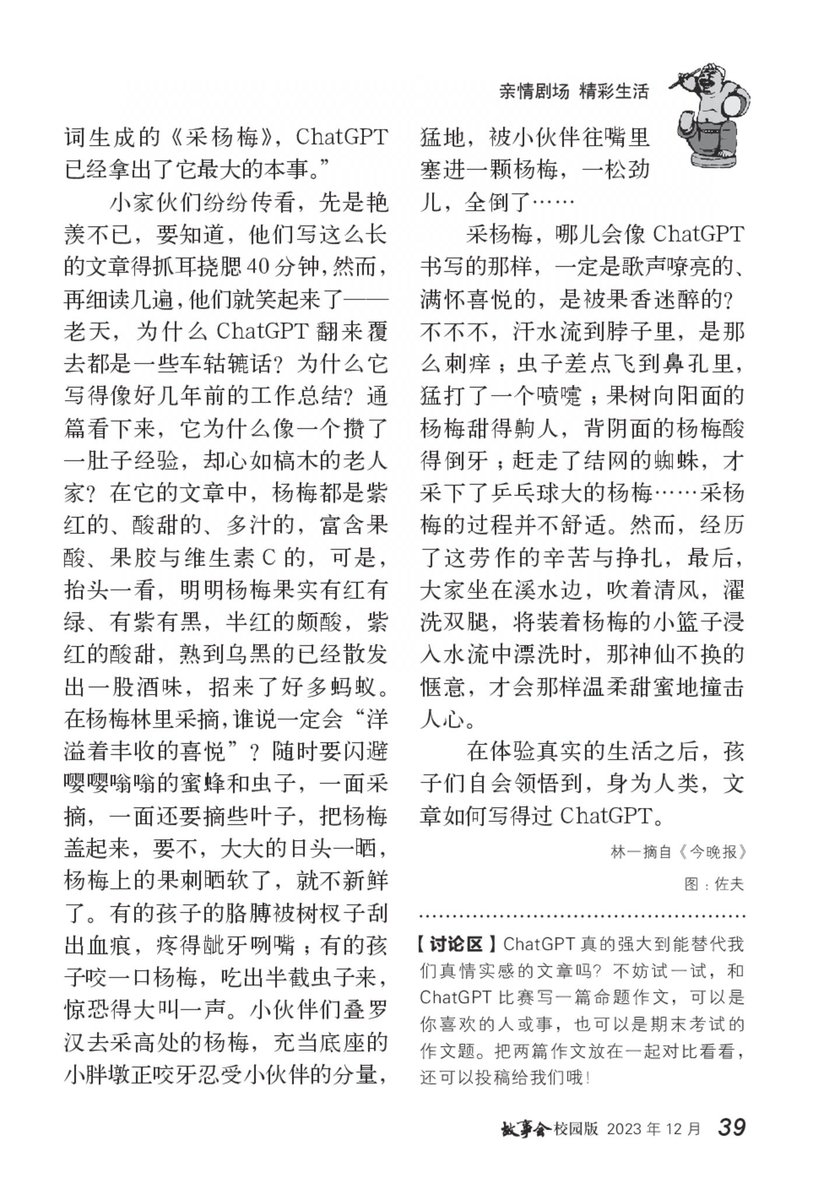 亲情剧场 精彩生活
词生成的《采杨梅》，ChatGPT
已经拿出了它最大的本事。”
小家伙们纷纷传看，先是艳
羡不已，要知道，他们写这么长
的文章得抓耳挠腮 40 分钟，然而，
再细读几遍，他们就笑起来了——
老天，为什么 ChatGPT 翻来覆
去都是一些车轱辘话？为什么它
写得像好几年前的工作总结？通
篇看下来，它为什么像一个攒了
一肚子经验，却心如槁木的老人
家？在它的文章中，杨梅都是紫
红的、酸甜的、多汁的，富含果
酸、果胶与维生素 C 的，可是，
抬头一看，明明杨梅果实有红有
绿、有紫有黑，半红的颇酸，紫
红的酸甜，熟到乌黑的已经散发
出一股酒味，招来了好多蚂蚁。
在杨梅林里采摘，谁说一定会“洋
溢着丰收的喜悦”？随时要闪避
嘤嘤嗡嗡的蜜蜂和虫子，一面采
摘，一面还要摘些叶子，把杨梅
盖起来，要不，大大的日头一晒，
杨梅上的果刺晒软了，就不新鲜
了。有的孩子的胳膊被树杈子刮
出血痕，疼得龇牙咧嘴；有的孩
子咬一口杨梅，吃出半截虫子来，
惊恐得大叫一声。小伙伴们叠罗
汉去采高处的杨梅，充当底座的
小胖墩正咬牙忍受小伙伴的分量，
猛地，被小伙伴往嘴里
塞进一颗杨梅，一松劲
儿，全倒了……
采杨梅，哪儿会像 ChatGPT
书写的那样，一定是歌声嘹亮的、
满怀喜悦的，是被果香迷醉的？
不不不，汗水流到脖子里，是那
么刺痒；虫子差点飞到鼻孔里，
猛打了一个喷嚏；果树向阳面的
杨梅甜得齁人，背阴面的杨梅酸
得倒牙；赶走了结网的蜘蛛，才
采下了乒乓球大的杨梅……采杨
梅的过程并不舒适。然而，经历
了这劳作的辛苦与挣扎，最后，
大家坐在溪水边，吹着清风，濯
洗双腿，将装着杨梅的小篮子浸
入水流中漂洗时，那神仙不换的
惬意，才会那样温柔甜蜜地撞击
人心。
在体验真实的生活之后，孩
子们自会领悟到，身为人类，文
章如何写得过 ChatGPT。
林一摘自《今晚报》
图：佐夫
【讨论区】ChatGPT 真的强大到能替代我
们真情实感的文章吗？不妨试一试，和
ChatGPT 比赛写一篇命题作文，可以是
你喜欢的人或事，也可以是期末考试的
作文题。把两篇作文放在一起对比看看，
还可以投稿给我们哦！
故事会校园版 2023 年 12 月 39